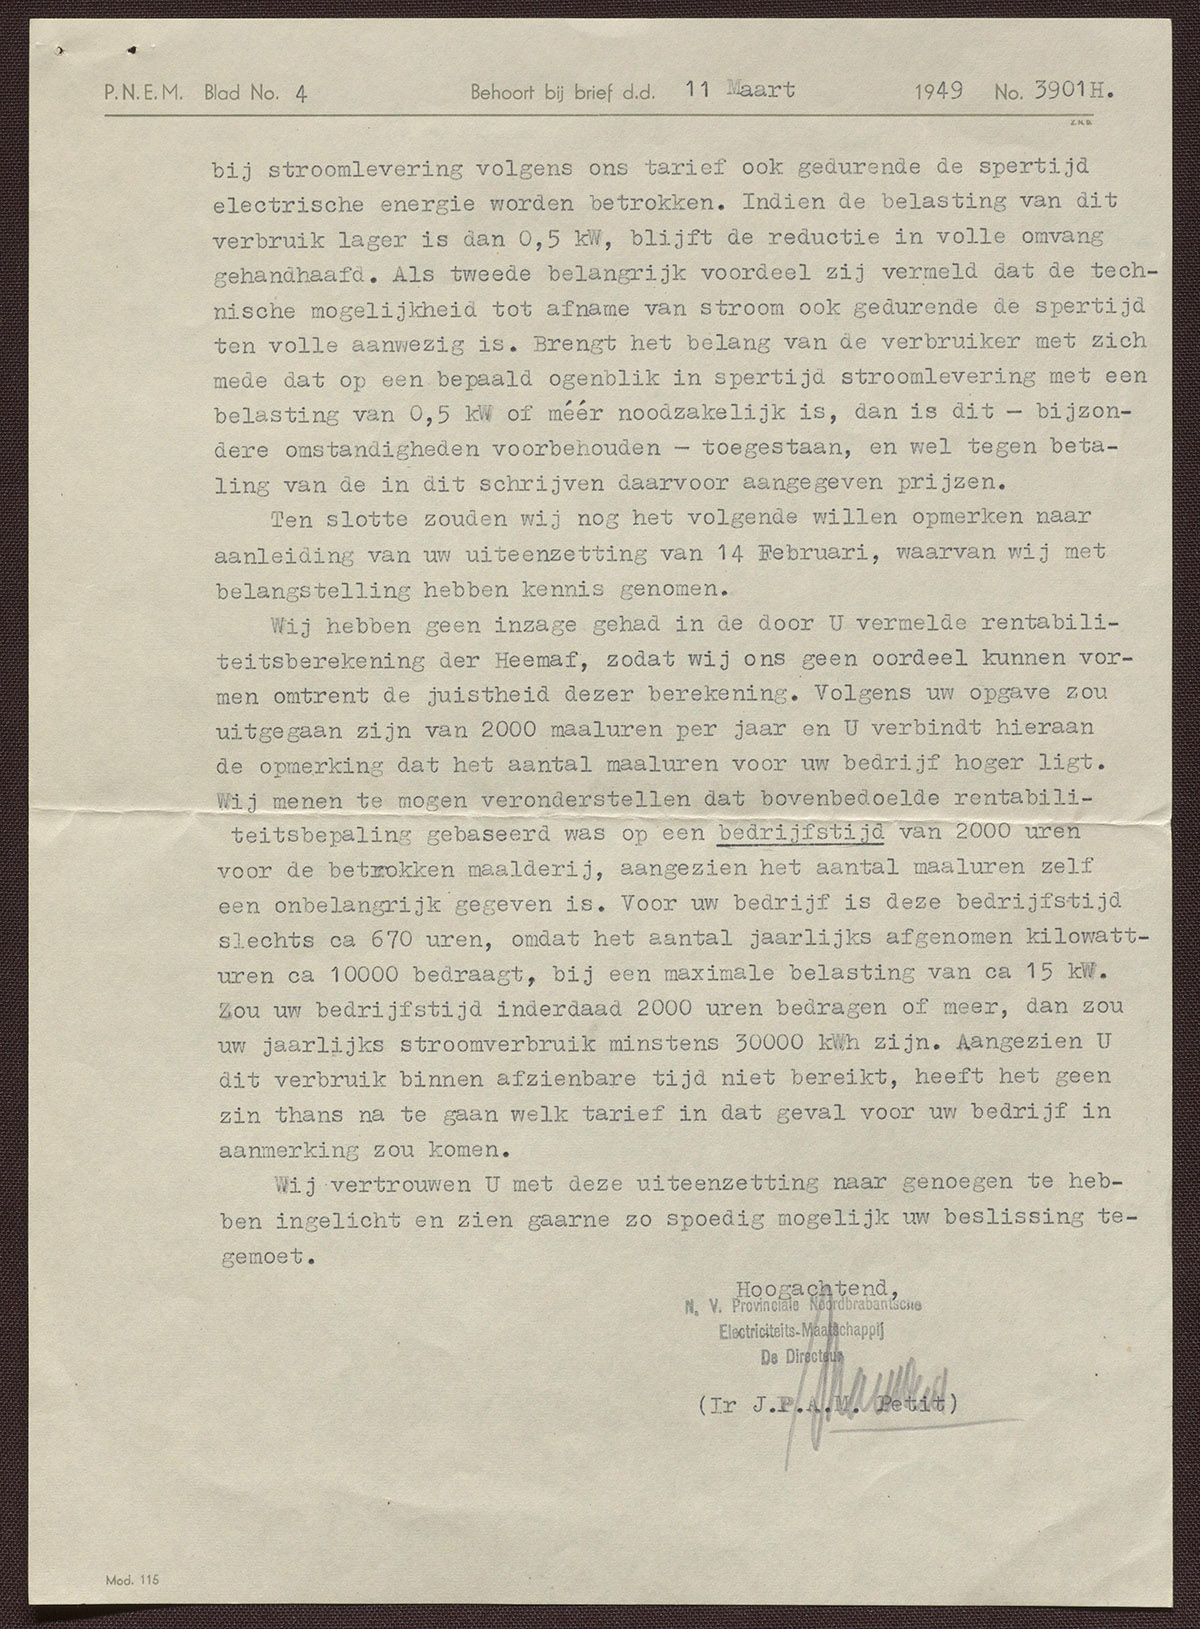 P.N.E.M. Blad No. 4 Behoort bij brief d.d. 11 Maart 1949 No. 3901H.
Z.N.D.
bij stroomlevering volgens ons tarief ook gedurende de spertijd
electrische energie worden betrokken. Indien de belasting van dit
verbruik lager is dan 0,5 kW, blijft de reductie in volle omvang
gehandhaafd. Als tweede belangrijk voordeel zij vermeld dat de tech-
nische mogelijkheid tot afname van stroom ook gedurende de spertijd
ten volle aanwezig is. Brengt het belang van de verbruiker met zich
mede dat op een bepaald ogenblik in spertijd stroomlevering met een
belasting van 0,5 kW of méér noodzakelijk is, dan is dit - bijzon-
dere omstandigheden voorbehouden - toegestaan, en wel tegen beta-
ling van de in dit schrijven daarvoor aangegeven prijzen.
Ten slotte zouden wij nog het volgende willen opmerken naar
aanleiding van uw uiteenzetting van 14 Februari, waarvan wij met
belangstelling hebben kennis genomen.
Wij hebben geen inzage gehad in de door U vermelde rentabili-
teitsberekening der Heemaf, zodat wij ons geen oordeel kunnen vor-
men omtrent de juistheid dezer berekening. Volgens uw opgave zou
uitgegaan zijn van 2000 maaluren per jaar en U verbindt hieraan
de opmerking dat het aantal maaluren voor uw bedrijf hoger ligt.
Wij menen te mogen veronderstellen dat bovenbedoelde rentabili-
teitsbepaling gebaseerd was op een bedrijfstijd van 2000 uren
voor de betrokken maalderij, aangezien het aantal maaluren zelf
een onbelangrijk gegeven is. Voor uw bedrijf is deze bedrijfstijd
slechts ca 670 uren, omdat het aantal jaarlijks afgenomen kilowatt-
uren ca 10000 bedraagt, bij een maximale belasting van ca 15 kW.
Zou uw bedrijfstijd inderdaad 2000 uren bedragen of meer, dan zou
uw jaarlijks stroomverbruik minstens 30000 kWh zijn. Aangezien U
dit verbruik binnen afzienbare tijd niet bereikt, heeft het geen
zin thans na te gaan welk tarief in dat geval voor uw bedrijf in
aanmerking zou komen.
Wij vertrouwen U met deze uiteenzetting naar genoegen te heb-
ben ingelicht en zien gaarne zo spoedig mogelijk uw beslissing te-
gemoet.
Hoogachtend,
N. V. Provinciale Noordbrabantsche
Electriciteits-Maatschappij
De Directeur
(Ir J.P.A.M. Petit)
Mod. 115